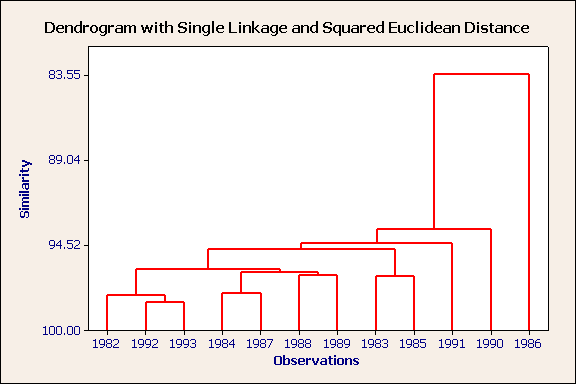 Dendrogram with Single Linkage and Squared Euclidean Distance
83.55
89.04
94.52
100.00
Similarity
1982 1992 1993 1984 1987 1988 1989 1983 1985 1991 1990 1986
Observations